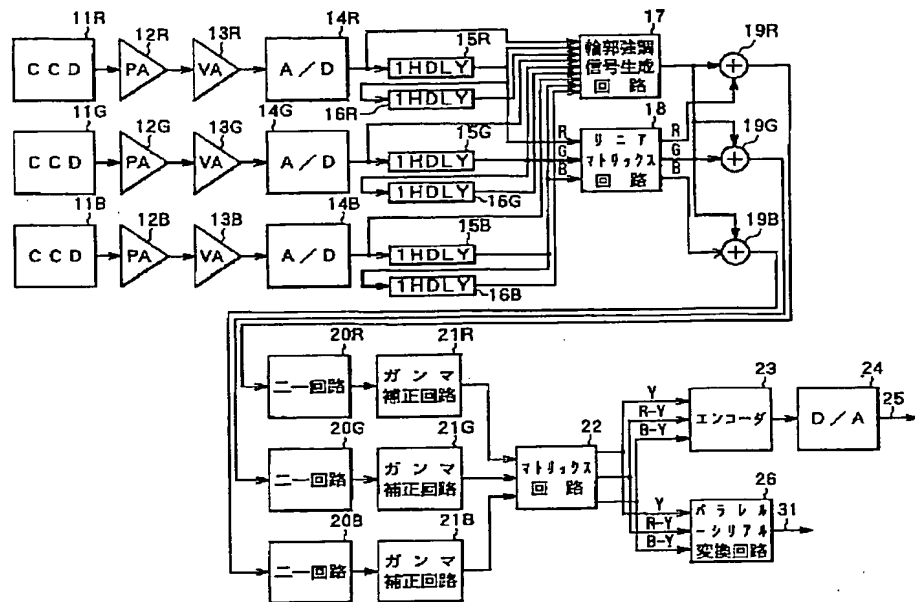 11R
12R
13R
14R
15R
17
19R
CCD
PA
VA
A/D
1HDLY
1HDLY
16R
輪郭強調
信号生成
回路
11G
12G
13G
14G
15G
18
19G
CCD
PA
VA
A/D
1HDLY
1HDLY
16G
R
G
B
リニア
マトリックス
回路
R
G
B
11B
12B
13B
14B
15B
19B
CCD
PA
VA
A/D
1HDLY
1HDLY
16B
20R
21R
ニー回路
ガンマ
補正回路
20G
21G
ニー回路
ガンマ
補正回路
20B
21B
ニー回路
ガンマ
補正回路
22
マトリックス
回路
Y
R-Y
B-Y
23
エンコーダ
24
D/A
25
Y
R-Y
B-Y
26
パラレル
ーシリアル
変換回路
31